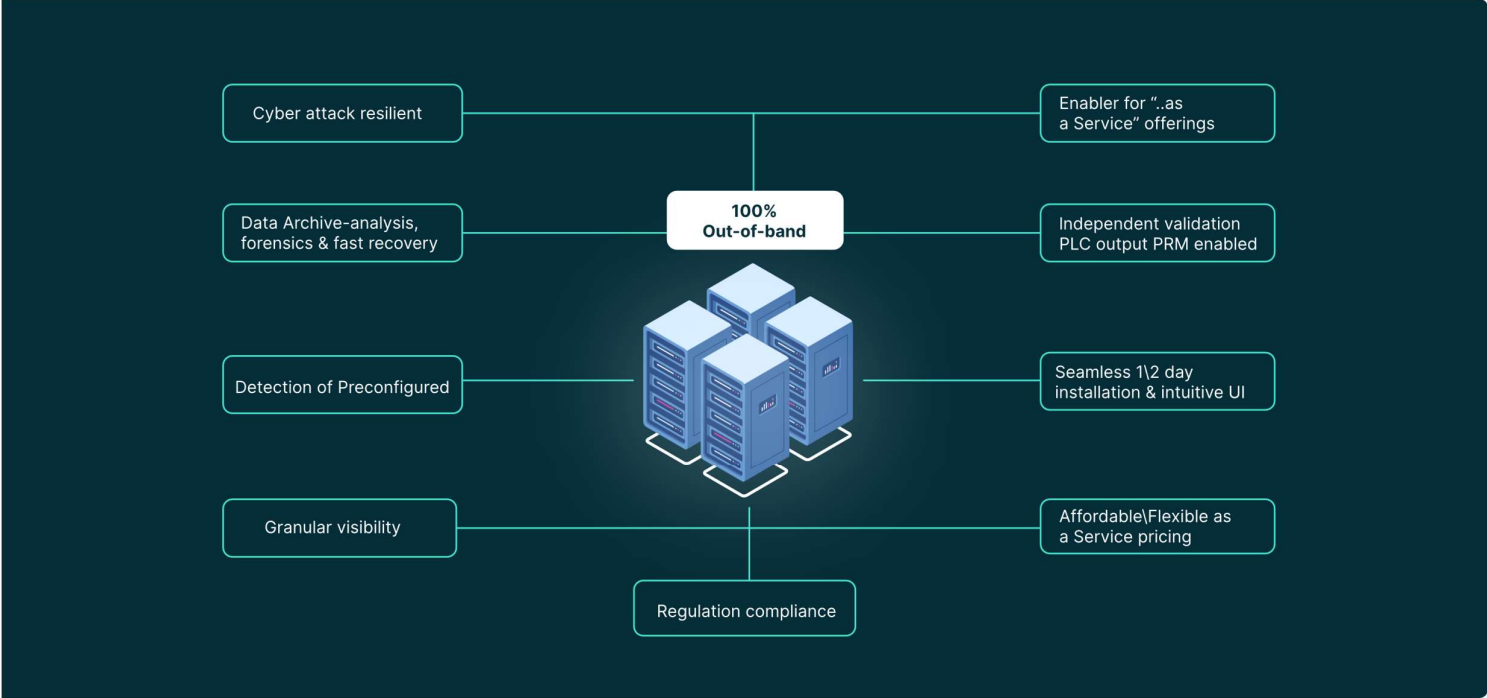 Cyber attack resilient
Enabler for “..as
a Service” offerings
100%
Out-of-band
Data Archive-analysis,
forensics & fast recovery
Independent validation
PLC output PRM enabled
Detection of Preconfigured
Seamless 1\2 day
installation & intuitive UI
Granular visibility
Affordable\Flexible as
a Service pricing
Regulation compliance